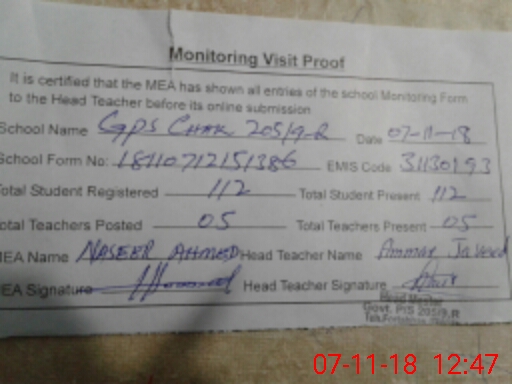 Monitoring Visit Proof
It is certified that the MEA has shown all entries of the school Monitoring Form
to the Head Teacher before its online submission
School Name GPS Chak 205/9-R Date 07-11-18
School Form No: 18110712151386 EMIS Code 31130193
Total Student Registered 112 Total Student Present 112
Total Teachers Posted 05 Total Teachers Present 05
MEA Name NASEER AHMED Head Teacher Name Ammar Javeed
MEA Signature Head Teacher Signature
Head Master
Govt. P/S 205/9.R
07-11-18 12:47